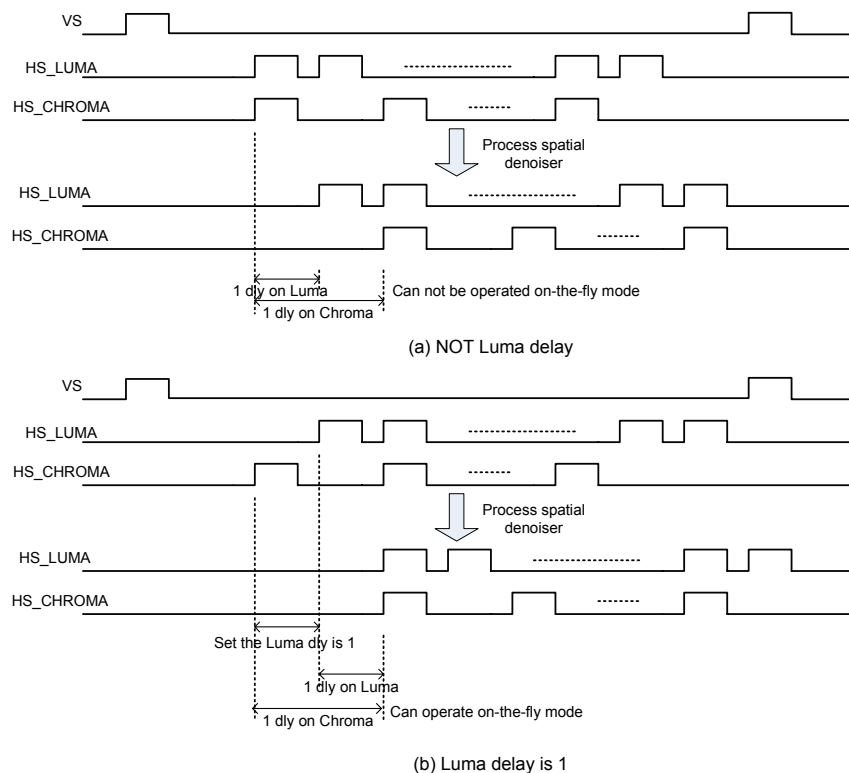 VS
HS_LUMA
HS_CHROMA
Process spatial
denoiser
HS_LUMA
HS_CHROMA
1 dly on Luma
1 dly on Chroma
Can not be operated on-the-fly mode
(a) NOT Luma delay
VS
HS_LUMA
HS_CHROMA
Process spatial
denoiser
HS_LUMA
HS_CHROMA
Set the Luma dly is 1
1 dly on Luma
1 dly on Chroma
Can operate on-the-fly mode
(b) Luma delay is 1